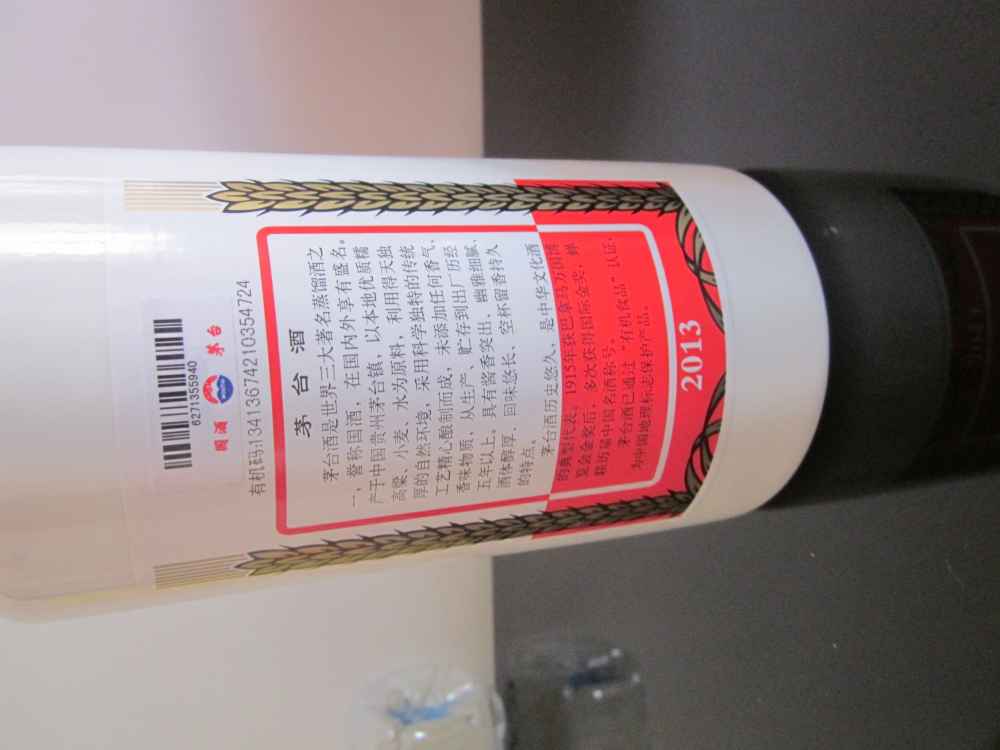 6271355940
国酒 茅台
有机码:134136742103547​24
茅台酒
茅台酒是世界三大著名蒸馏酒之
一，誉称国酒，在国内外享有盛名。
产于中国贵州茅台镇，以本地优质糯
高粱、小麦、水为原料，利用得天独
厚的自然环境，采用科学独特的传统
工艺精心酿制而成，未添加任何香气、
香味物质，从生产、贮存到出厂历经
五年以上。具有酱香突出、幽雅细腻、
酒体醇厚、回味悠长、空杯留香持久
的特点。
茅台酒历史悠久，是中华文化酒
的典型代表。1915年获巴拿马万国博
览会金奖后，多次获得国际金奖，蝉
联历届中国名酒称号。
茅台酒已通过“有机食品”认证，
为中国地理标志保护产品。
2013